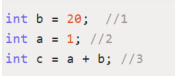 int b = 20;  //1
int a = 1; //2
int c = a + b; //3